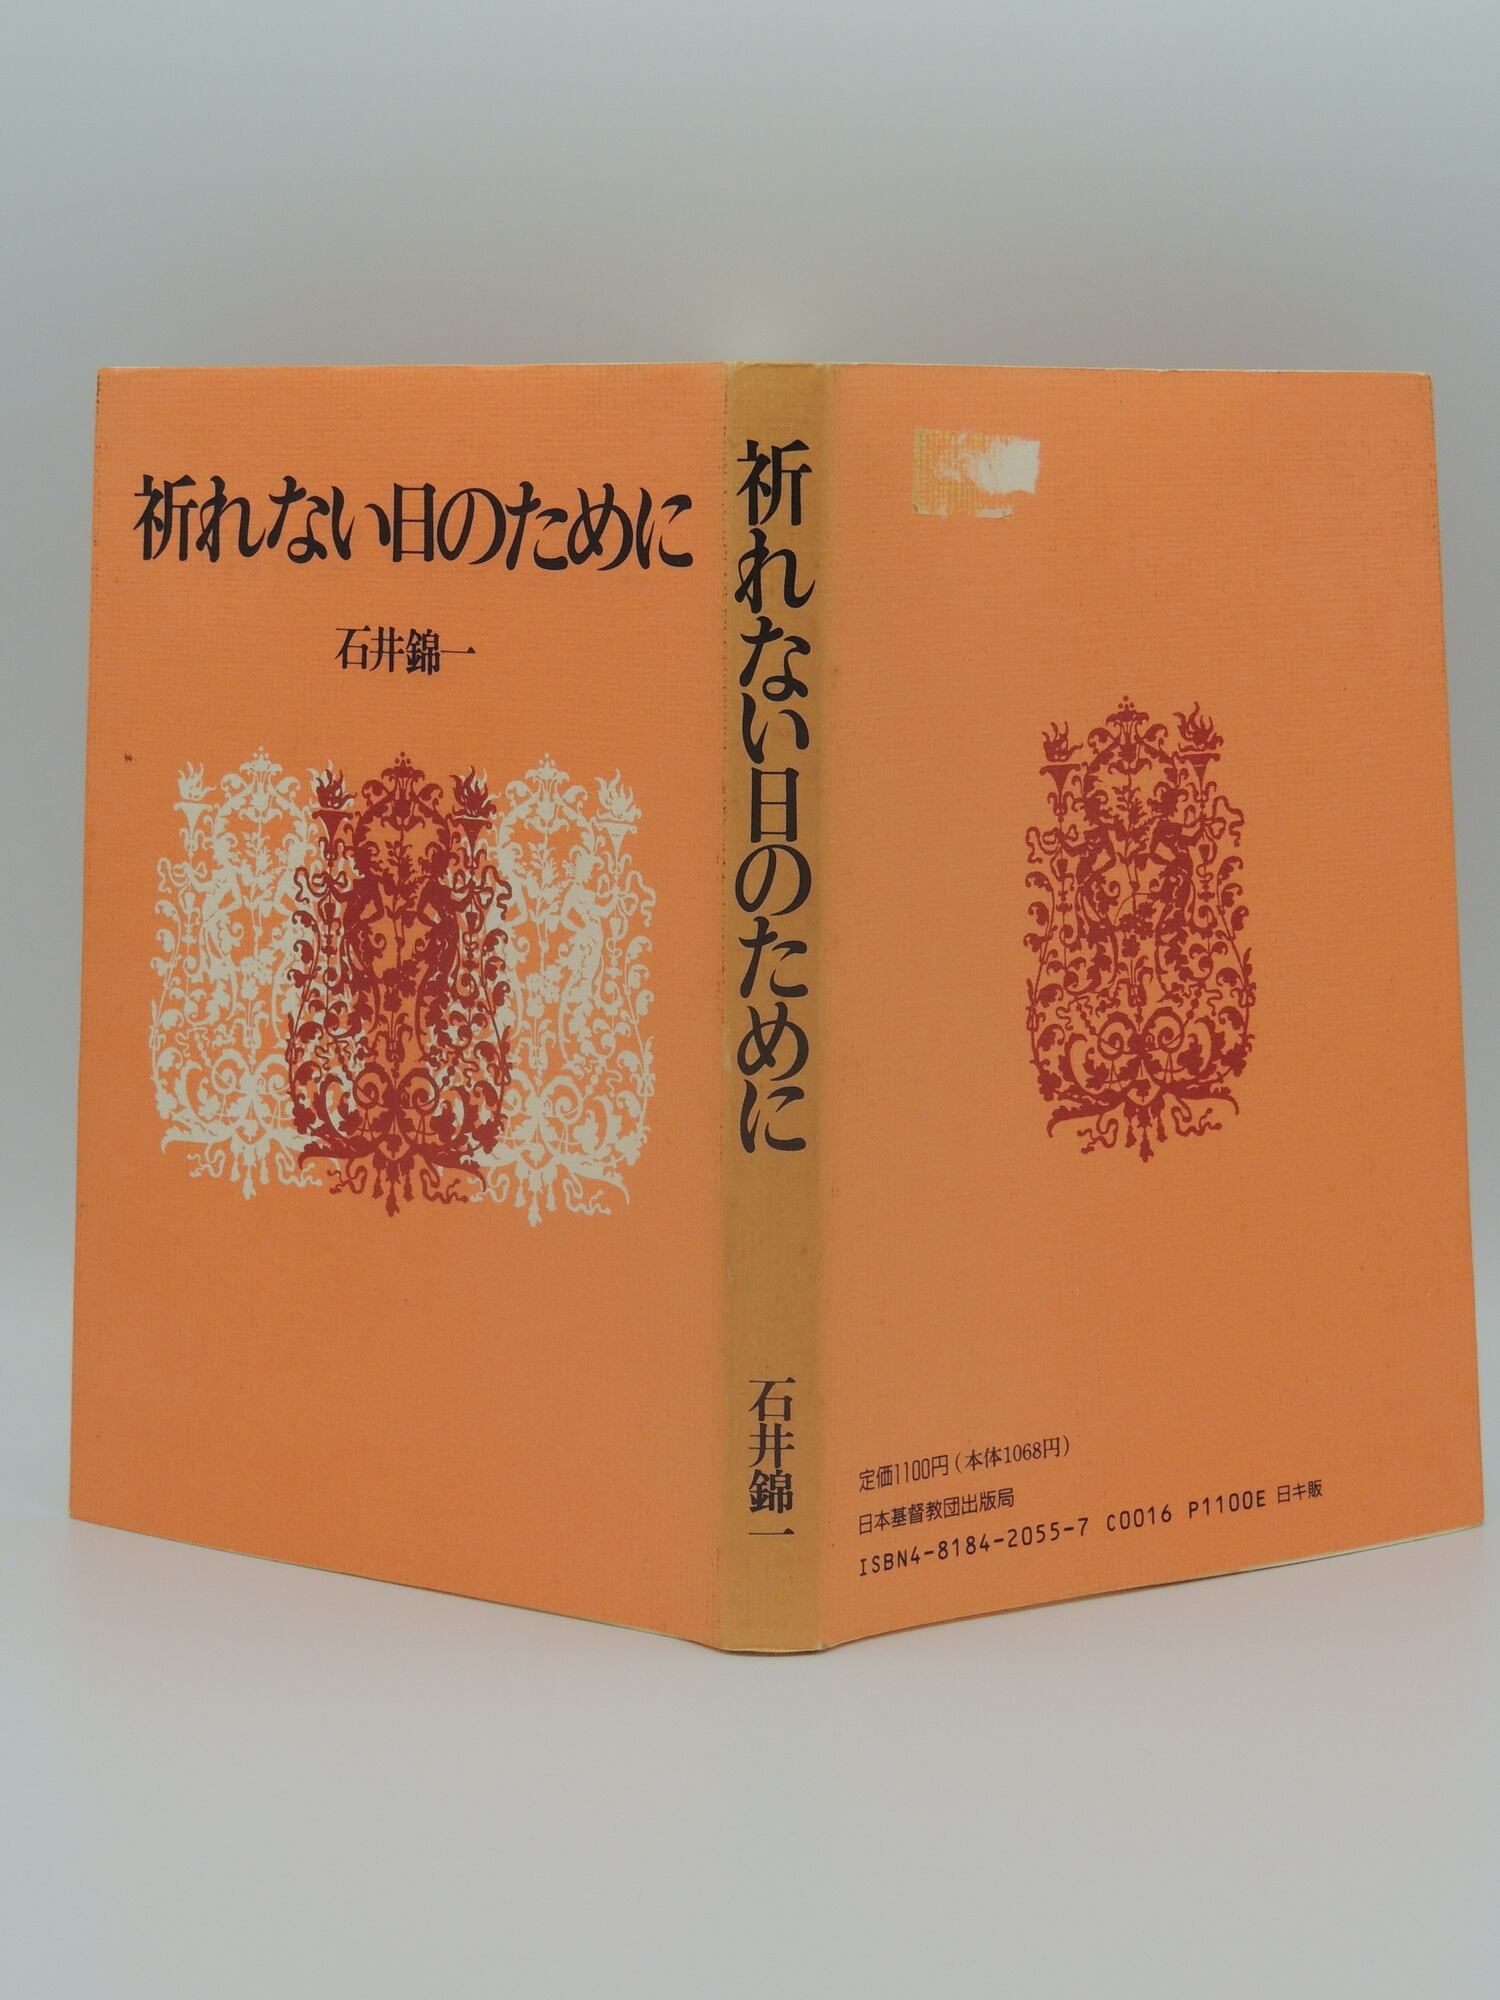 祈れない日のために
石井錦一
祈れない日のために
石井錦一
定価1100円(本体1068円)
日本基督教団出版局
ISBN4-8184-2055-7 C0016 P1100E 日キ販